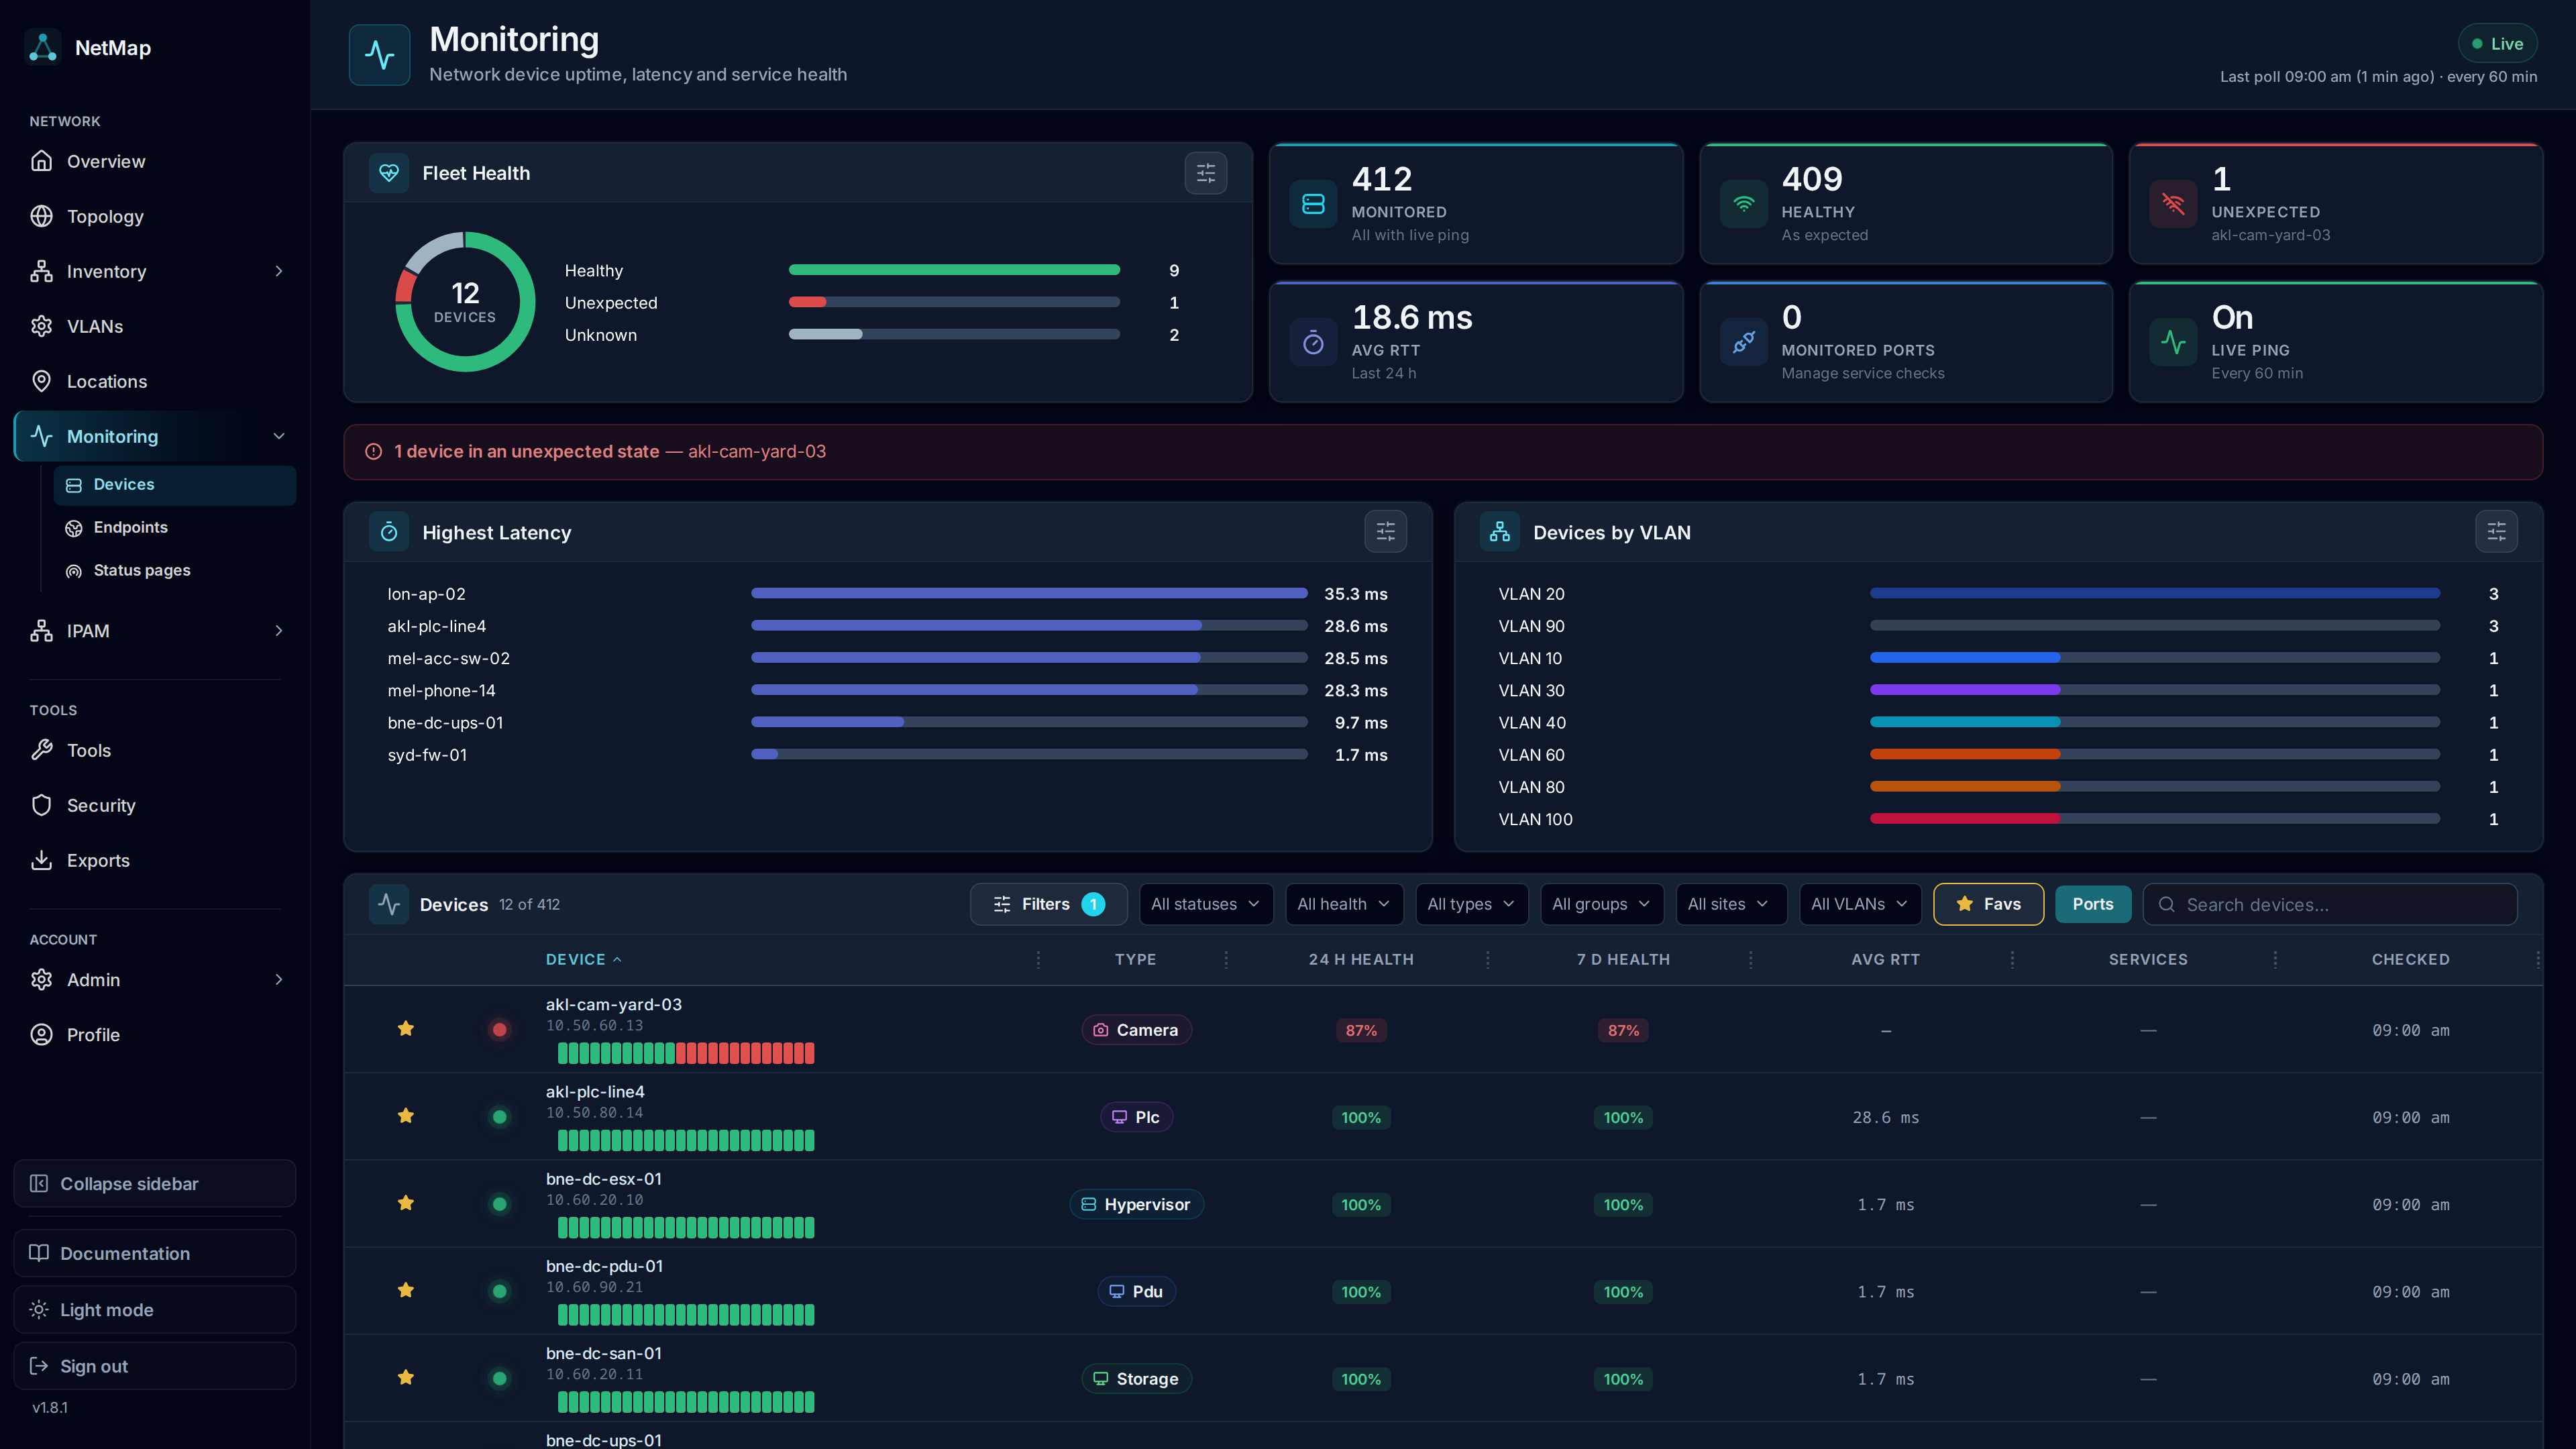 NetMap
NETWORK
Overview
Topology
Inventory
VLANs
Locations
Monitoring
Devices
Endpoints
Status pages
IPAM
TOOLS
Tools
Security
Exports
ACCOUNT
Admin
Profile
Collapse sidebar
Documentation
Light mode
Sign out
v1.8.1
Monitoring
Network device uptime, latency and service health
Live
Last poll 09:00 am (1 min ago) · every 60 min
Fleet Health
12
DEVICES
Healthy 9
Unexpected 1
Unknown 2
412
MONITORED
All with live ping
409
HEALTHY
As expected
1
UNEXPECTED
akl-cam-yard-03
18.6 ms
AVG RTT
Last 24 h
0
MONITORED PORTS
Manage service checks
On
LIVE PING
Every 60 min
1 device in an unexpected state — akl-cam-yard-03
Highest Latency
lon-ap-02 35.3 ms
akl-plc-line4 28.6 ms
mel-acc-sw-02 28.5 ms
mel-phone-14 28.3 ms
bne-dc-ups-01 9.7 ms
syd-fw-01 1.7 ms
Devices by VLAN
VLAN 20 3
VLAN 90 3
VLAN 10 1
VLAN 30 1
VLAN 40 1
VLAN 60 1
VLAN 80 1
VLAN 100 1
Devices 12 of 412 Filters 1 All statuses All health All types All groups All sites All VLANs Favs Ports Search devices...
DEVICE TYPE 24 H HEALTH 7 D HEALTH AVG RTT SERVICES CHECKED
akl-cam-yard-03
10.50.60.13
Camera 87% 87% — — 09:00 am
akl-plc-line4
10.50.80.14
Plc 100% 100% 28.6 ms — 09:00 am
bne-dc-esx-01
10.60.20.10
Hypervisor 100% 100% 1.7 ms — 09:00 am
bne-dc-pdu-01
10.60.90.21
Pdu 100% 100% 1.7 ms — 09:00 am
bne-dc-san-01
10.60.20.11
Storage 100% 100% 1.7 ms — 09:00 am
bne-dc-ups-01